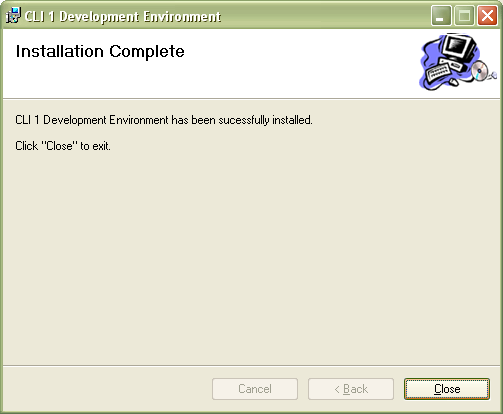 CLI 1 Development Environment
Installation Complete
CLI 1 Development Environment has been sucessfully installed.
Click "Close" to exit.
Cancel
< Back
Close